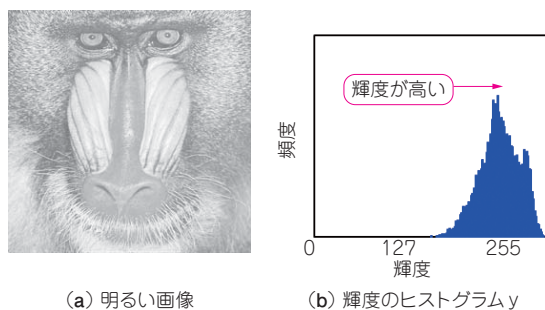 輝度が高い
頻度
0 127 255
輝度
(a) 明るい画像
(b) 輝度のヒストグラム y